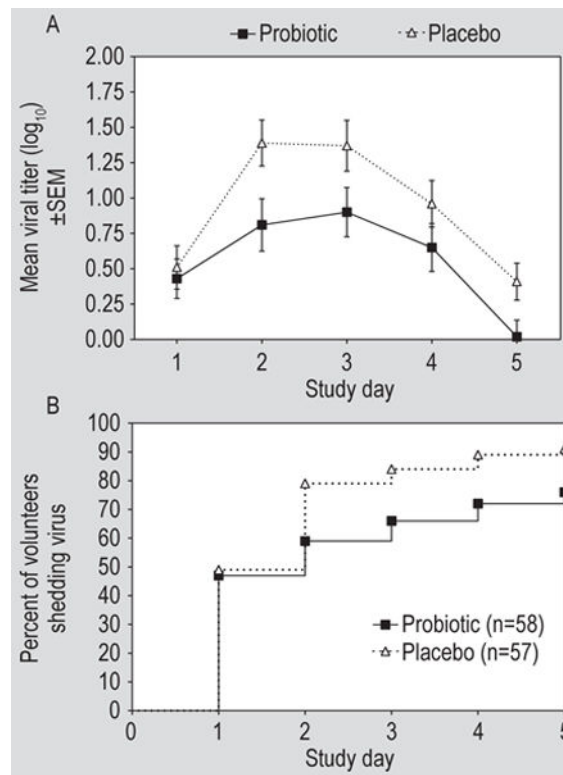 A
Probiotic
Placebo
Mean viral titer (log10)
±SEM
2.00
1.75
1.50
1.25
1.00
0.75
0.50
0.25
0.00
1 2 3 4 5
Study day
B
Percent of volunteers
shedding virus
100
90
80
70
60
50
40
30
20
10
0
Probiotic (n=58)
Placebo (n=57)
0 1 2 3 4 5
Study day